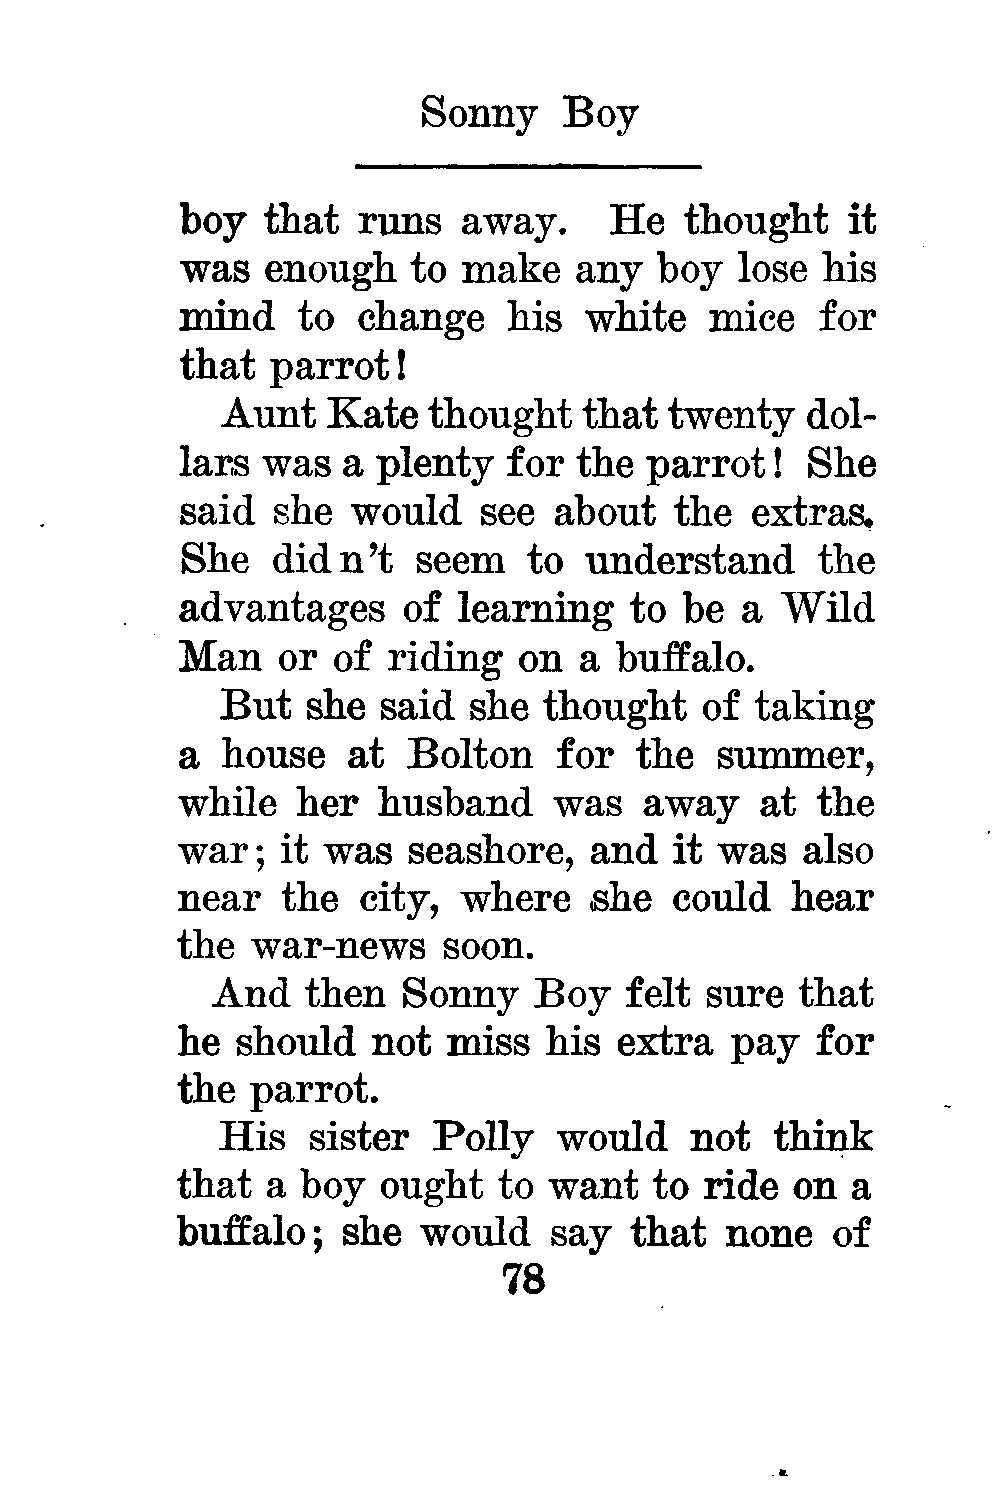 Sonny Boy
boy that runs away. He thought it
was enough to make any boy lose his
mind to change his white mice for
that parrot!
Aunt Kate thought that twenty dol-
lars was a plenty for the parrot! She
said she would see about the extras.
She didn't seem to understand the
advantages of learning to be a Wild
Man or of riding on a buffalo.
But she said she thought of taking
a house at Bolton for the summer,
while her husband was away at the
war; it was seashore, and it was also
near the city, where she could hear
the war-news soon.
And then Sonny Boy felt sure that
he should not miss his extra pay for
the parrot.
His sister Polly would not think
that a boy ought to want to ride on a
buffalo; she would say that none of
78